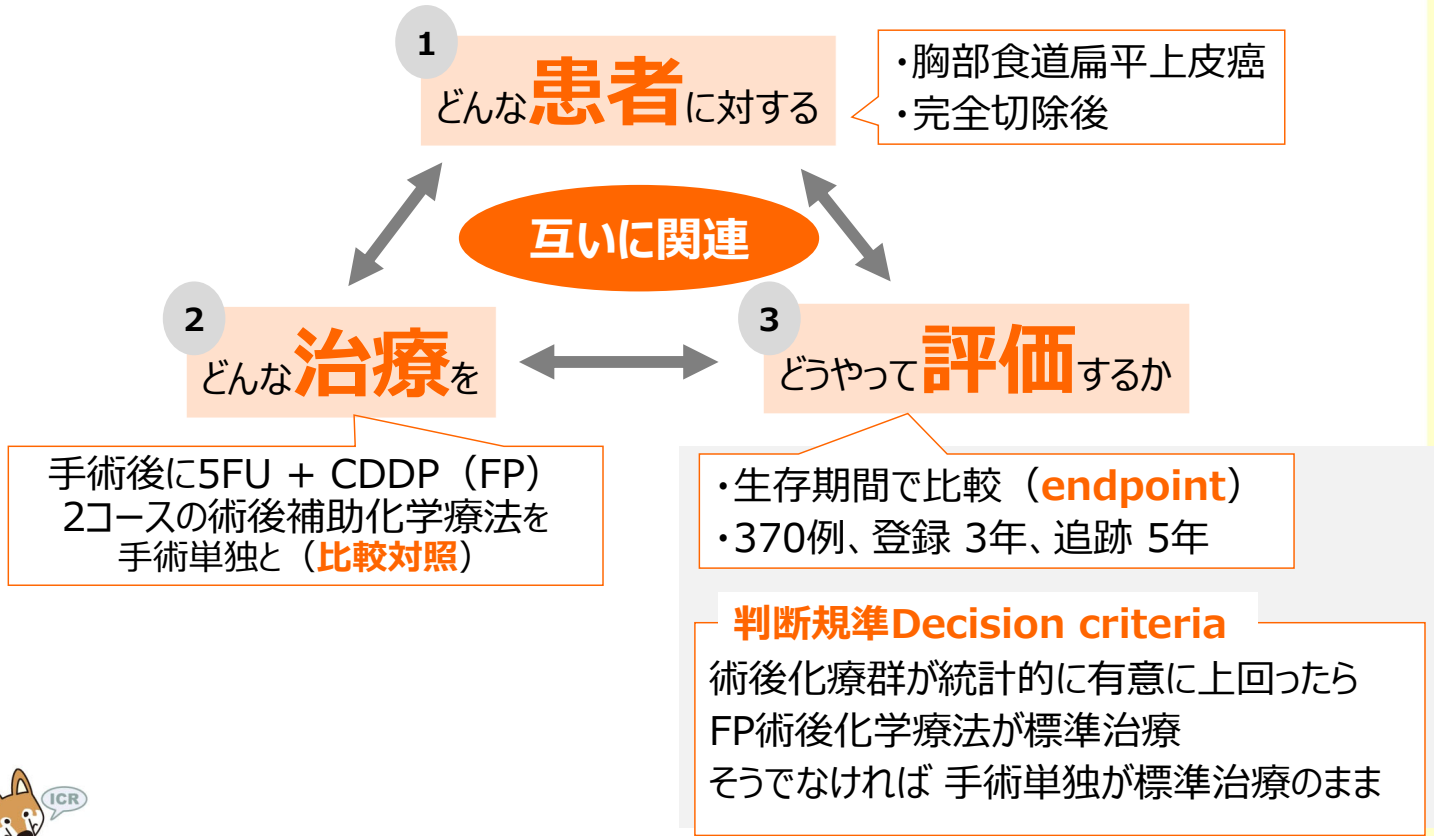 1
どんな患者に対する
・胸部食道扁平上皮癌
・完全切除後
互いに関連
2
どんな治療を
3
どうやって評価するか
手術後に5FU + CDDP（FP）
2コースの術後補助化学療法を
手術単独と（比較対照）
・生存期間で比較（endpoint）
・370例、登録 3年、追跡 5年
判断規準Decision criteria
術後化療群が統計的に有意に上回ったら
FP術後化学療法が標準治療
そうでなければ 手術単独が標準治療のまま
ICR